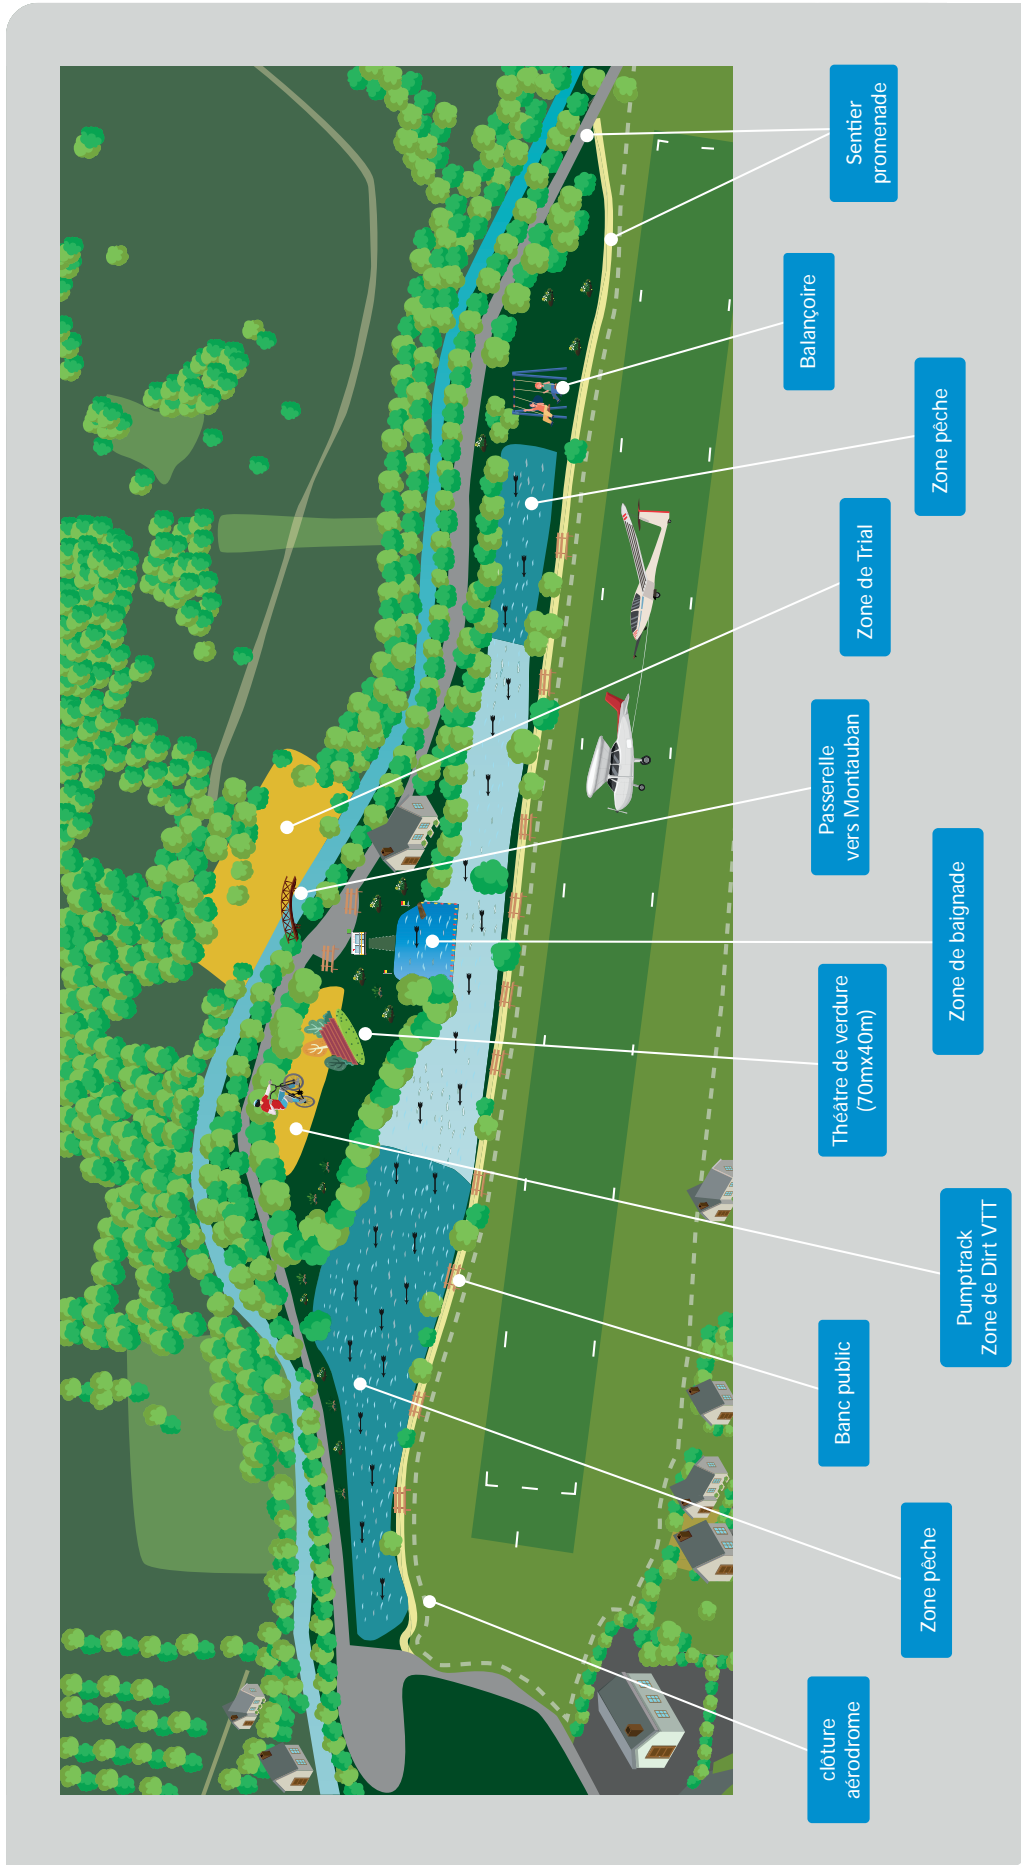 clôture
aérodrome
Zone pêche
Banc public
Pumptrack
Zone de Dirt VTT
Théâtre de verdure
(70mx40m)
Zone de baignade
Passerelle
vers Montauban
Zone de Trial
Zone pêche
Balançoire
Sentier
promenade